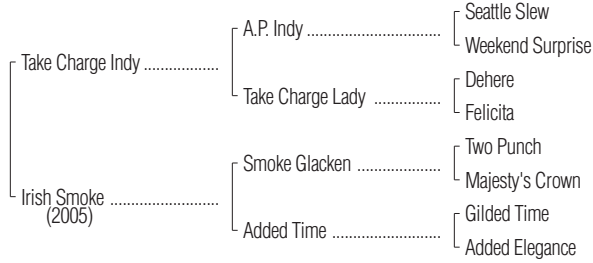 Seattle Slew
A.P. Indy ...............................
Weekend Surprise
Take Charge Indy .................
Dehere
Take Charge Lady ...............
Felicita
Two Punch
Smoke Glacken ...................
Majesty's Crown
Irish Smoke .........................
(2005)
Gilded Time
Added Time .........................
Added Elegance